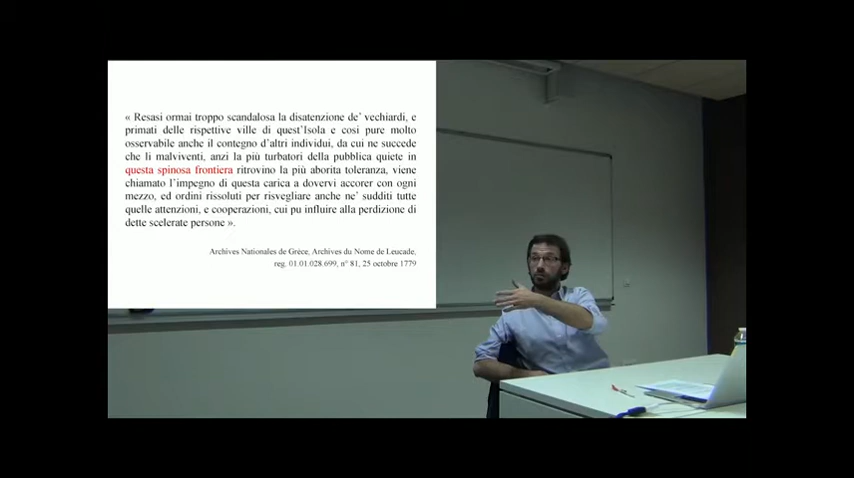 « Resasi ormai troppo scandalosa la disatenzione de' vechiardi, e
primati delle rispettive ville di quest'Isola e cosi pure molto
osservabile anche il contegno d'altri individui, da cui ne succede
che li malviventi, anzi la più turbatori della pubblica quiete in
questa spinosa frontiera ritrovino la più aborita toleranza, viene
chiamato l'impegno di questa carica a dovervi accorer con ogni
mezzo, ed ordini rissoluti per risvegliare anche ne' sudditi tutte
quelle attenzioni, e cooperazioni, cui pu influire alla perdizione di
dette scelerate persone ».
Archives Nationales de Grèce, Archives du Nome de Leucade,
reg. 01.01.028.699, n° 81, 25 octobre 1779